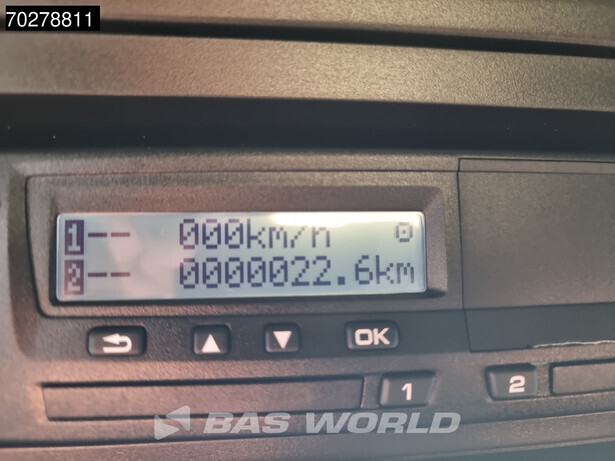 70278811
1-- 000km/h
2-- 0000022.6km
OK
1 2
BAS WORLD